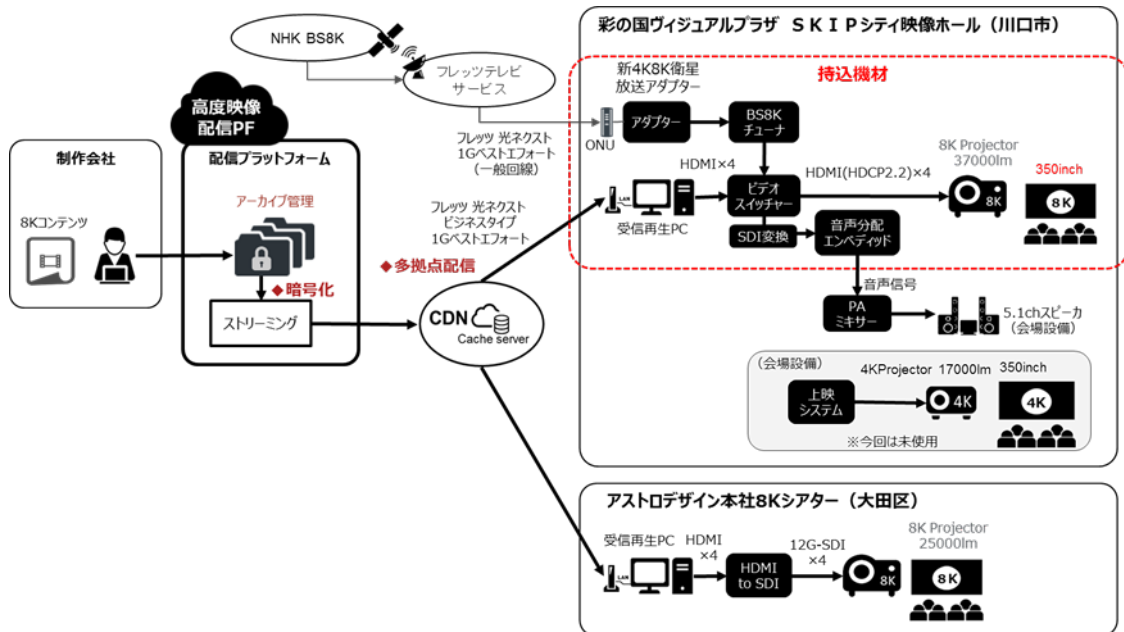 NHK BS8K
フレッツテレビ
サービス
高度映像
配信PF
制作会社
8Kコンテンツ
配信プラットフォーム
アーカイブ管理
◆暗号化
ストリーミング
フレッツ 光ネクスト
1Gベストエフォート
(一般回線)
フレッツ 光ネクスト
ビジネスタイプ
1Gベストエフォート
◆多拠点配信
CDN
Cache server
彩の国ヴィジュアルプラザ SKIPシティ映像ホール(川口市)
持込機材
新4K8K衛星
放送アダプター
ONU
アダプター
BS8K
チューナ
HDMI×4
LAN
受信再生PC
ビデオ
スイッチャー
SDI変換
HDMI(HDCP2.2)×4
音声分配
エンベディッド
8K Projector
37000lm
8K
350inch
8K
音声信号
PA
ミキサー
5.1chスピーカ
(会場設備)
(会場設備)
4KProjector 17000lm
350inch
上映
システム
4K
4K
※今回は未使用
アストロデザイン本社8Kシアター(大田区)
受信再生PC
LAN
HDMI
×4
HDMI
to SDI
12G-SDI
×4
8K Projector
25000lm
8K
8K